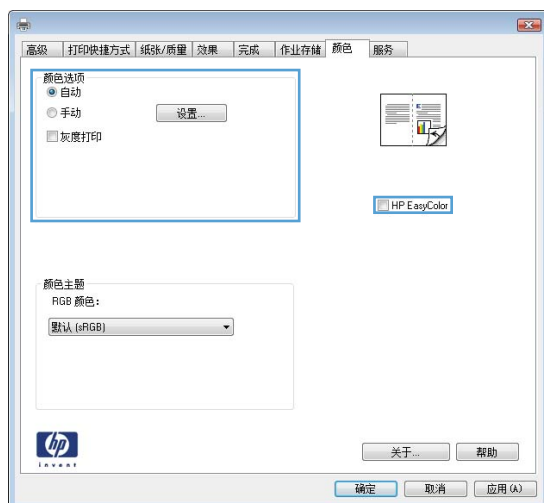 高级 打印快捷方式 纸张/质量 效果 完成 作业存储 颜色 服务
颜色选项
自动
手动 设置...
灰度打印
HP EasyColor
颜色主题
RGB 颜色：
默认 (sRGB)
hp
invent
关于... 帮助
确定 取消 应用 (A)